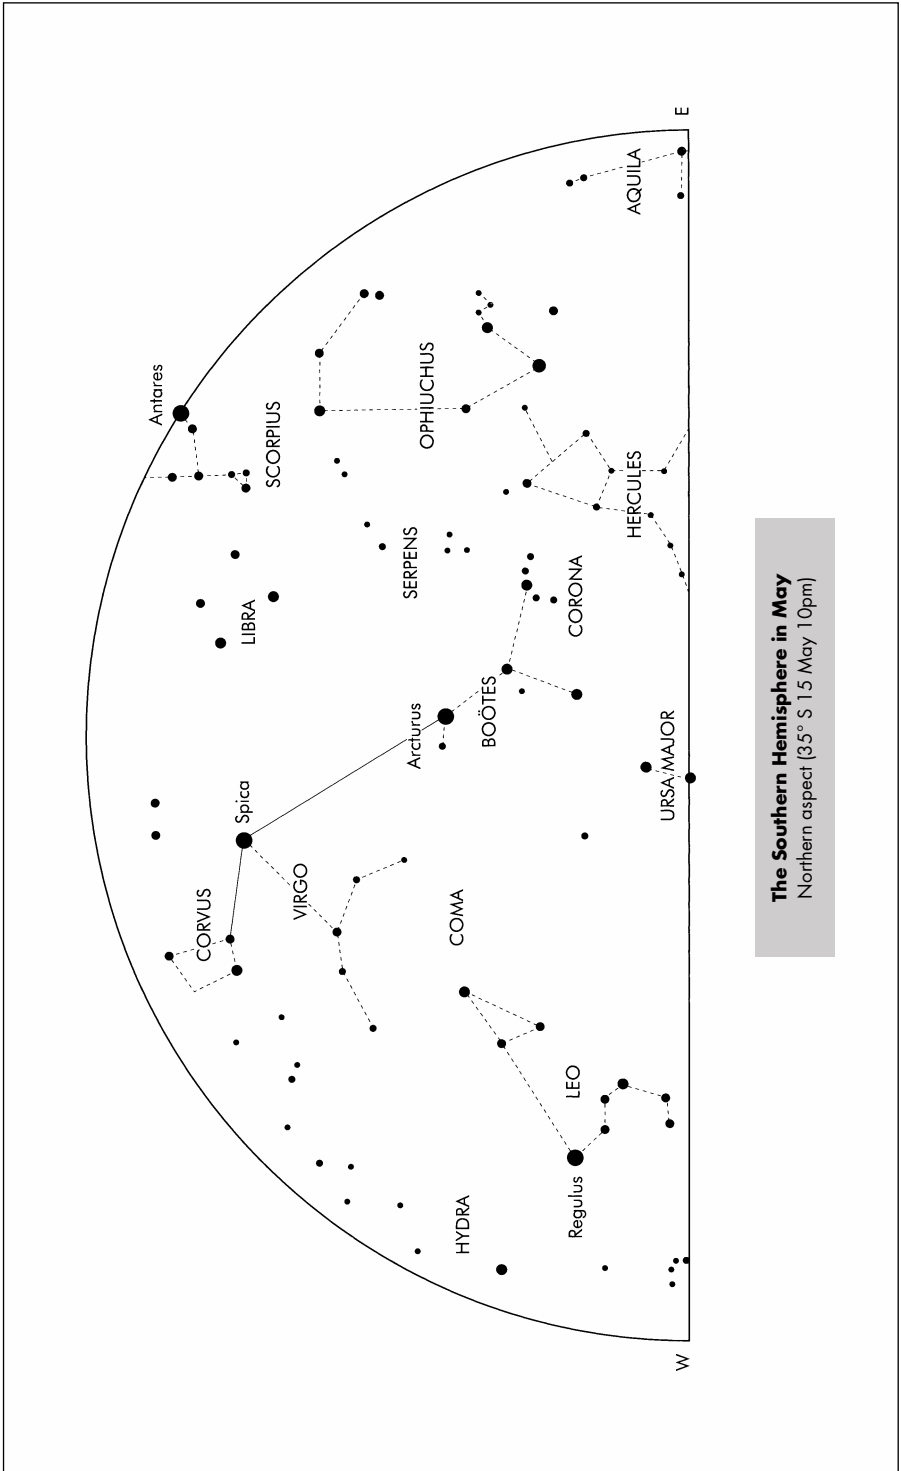 Antares
SCORPIUS
OPHIUCHUS
AQUILA
E
LIBRA
SERPENS
HERCULES
CORONA
Arcturus
BOÖTES
Spica
URSA MAJOR
CORVUS
VIRGO
COMA
LEO
Regulus
HYDRA
W
The Southern Hemisphere in May
Northern aspect (35° S 15 May 10pm)